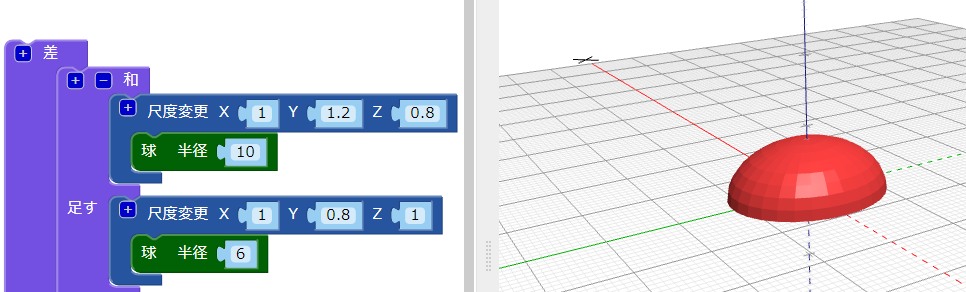 差
和
尺度変更 X 1 Y 1.2 Z 0.8
球 半径 10
足す
尺度変更 X 1 Y 0.8 Z 1
球 半径 6